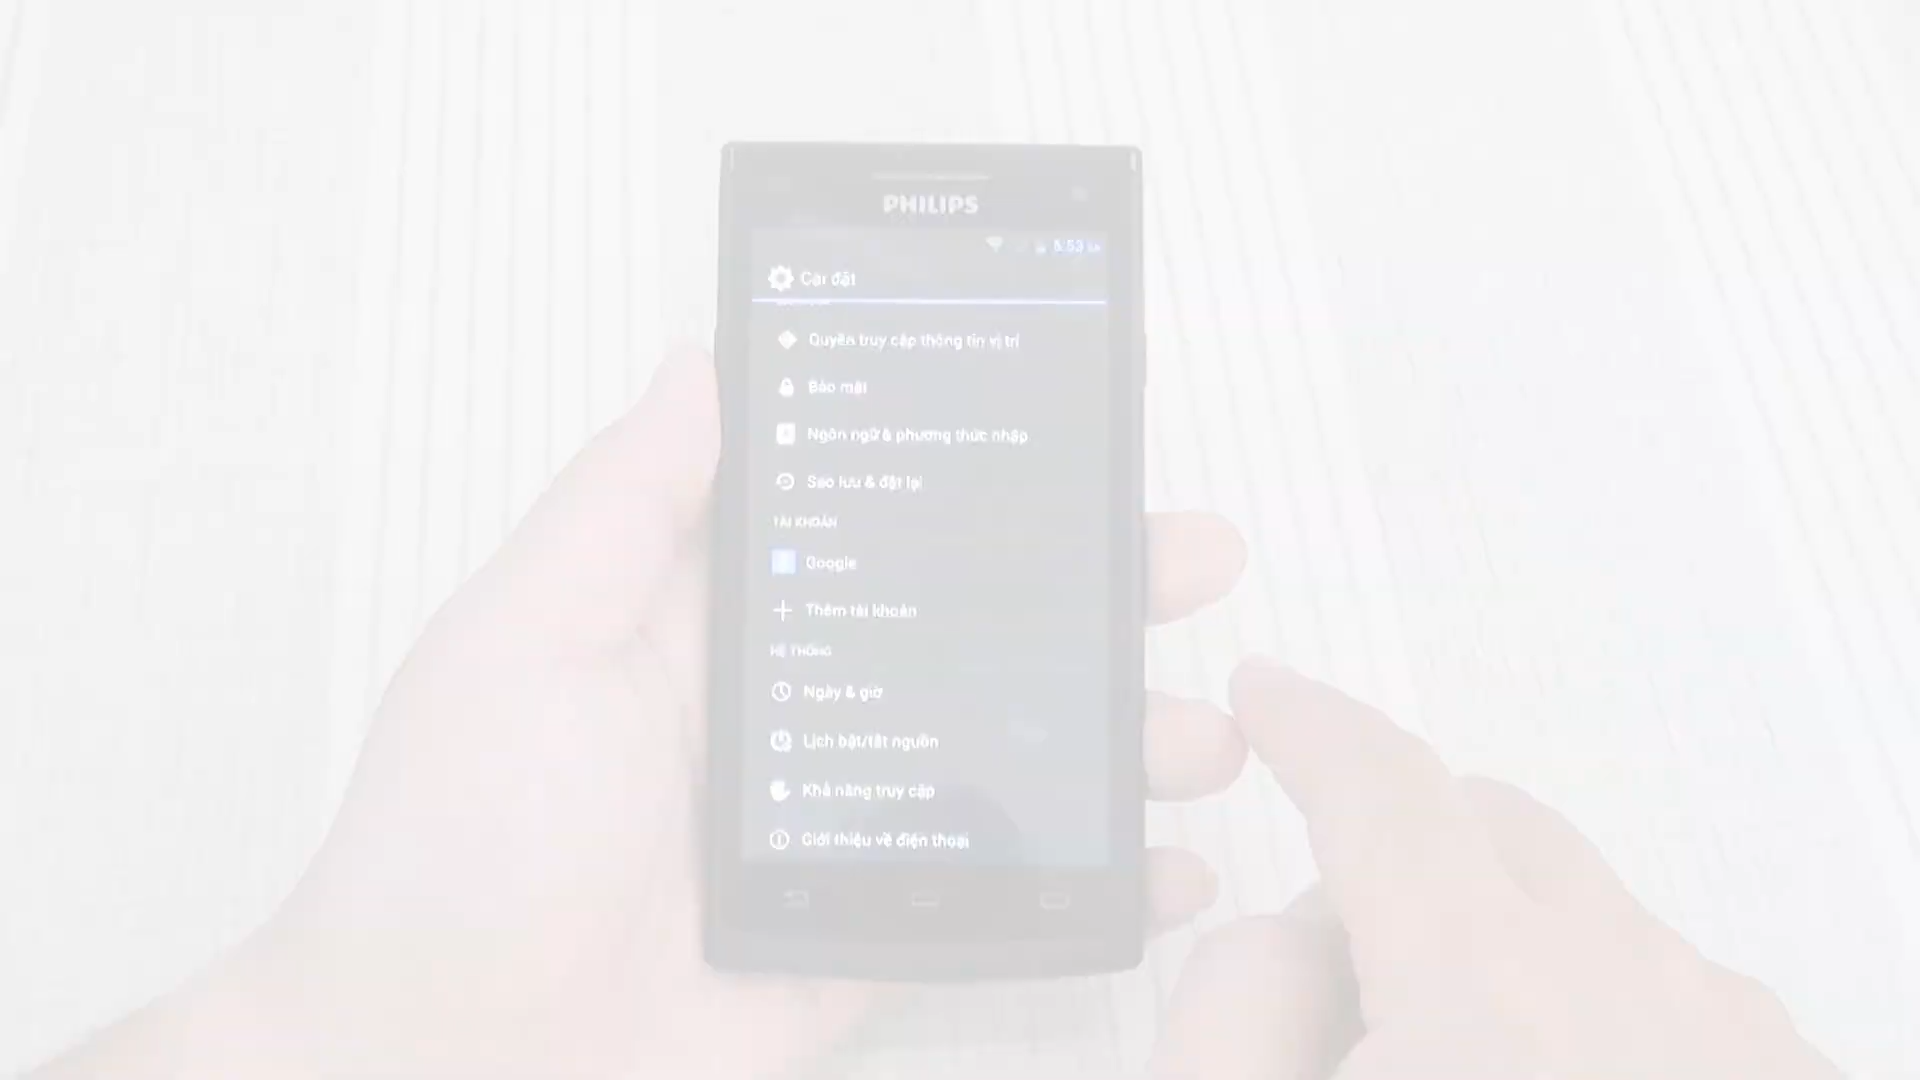 PHILIPS
5:53 SA
Cài đặt
Quyền truy cập thông tin vị trí
Bảo mật
Ngôn ngữ & phương thức nhập
Sao lưu & đặt lại
TÀI KHOẢN
Google
Thêm tài khoản
HỆ THỐNG
Ngày & giờ
Lịch bật/tắt nguồn
Khả năng truy cập
Giới thiệu về điện thoại